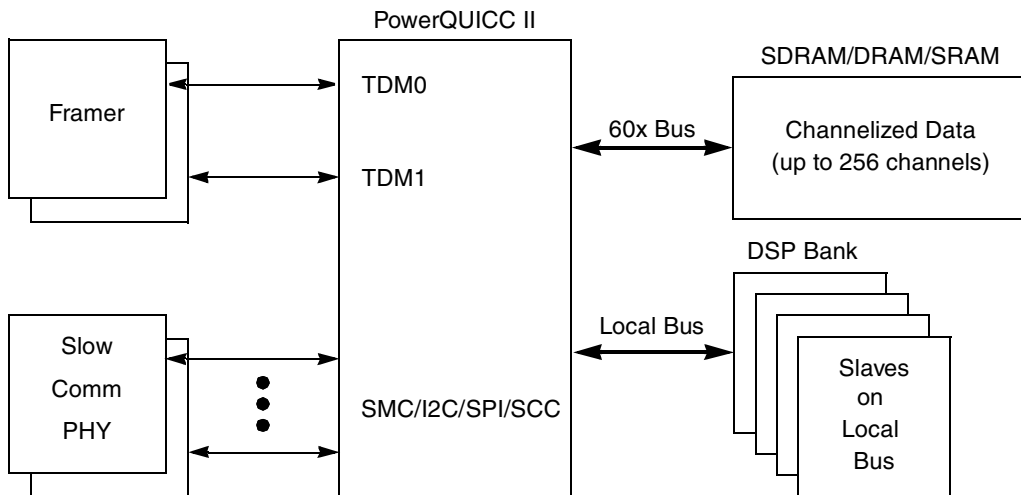 PowerQUICC II
Framer
TDM0
TDM1
60x Bus
SDRAM/DRAM/SRAM
Channelized Data
(up to 256 channels)
DSP Bank
Slow
Comm
PHY
SMC/I2C/SPI/SCC
Local Bus
Slaves
on
Local
Bus